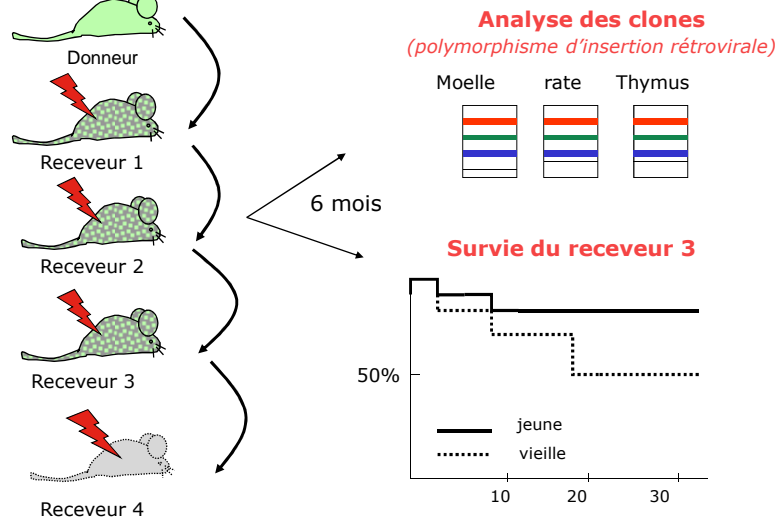 Donneur
Receveur 1
Receveur 2
Receveur 3
Receveur 4
6 mois
Analyse des clones
(polymorphisme d’insertion rétrovirale)
Moelle rate Thymus
Survie du receveur 3
50%
jeune
vieille
10 20 30